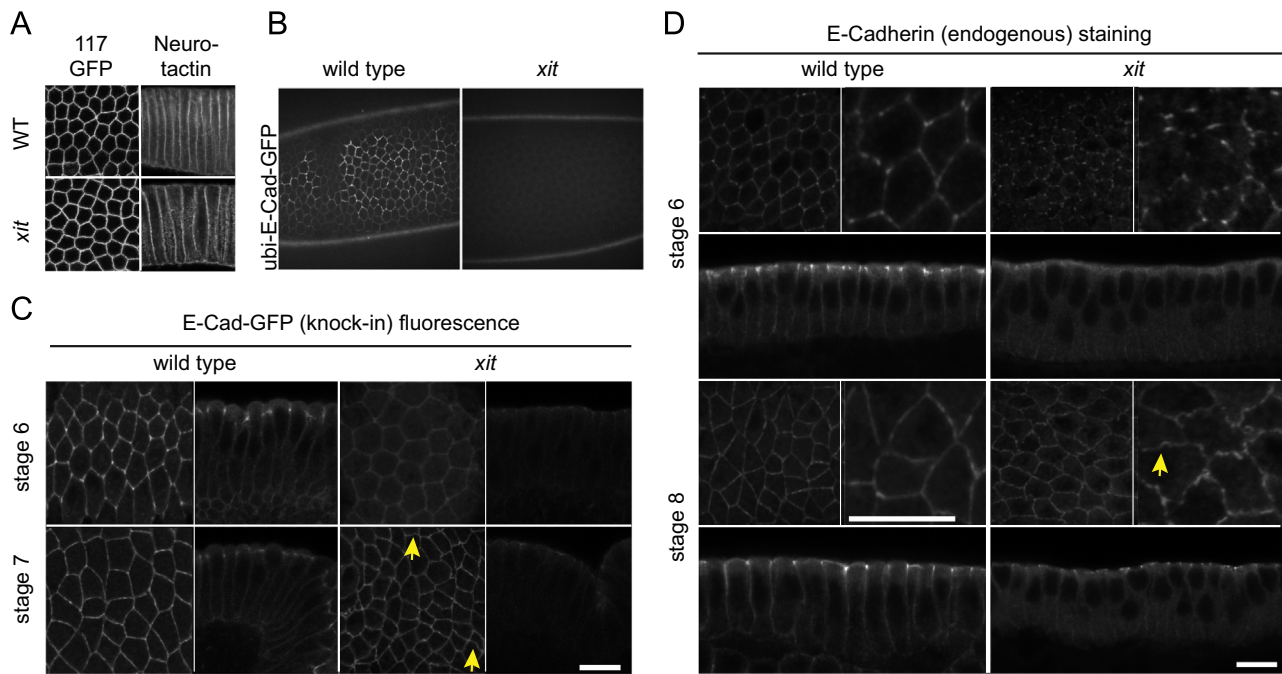 A
117
GFP
Neuro-
tactin
WT
xit
B
wild type
xit
ubi-E-Cad-GFP
C
E-Cad-GFP (knock-in) fluorescence
wild type
xit
stage 6
stage 7
D
E-Cadherin (endogenous) staining
wild type
xit
stage 6
stage 8